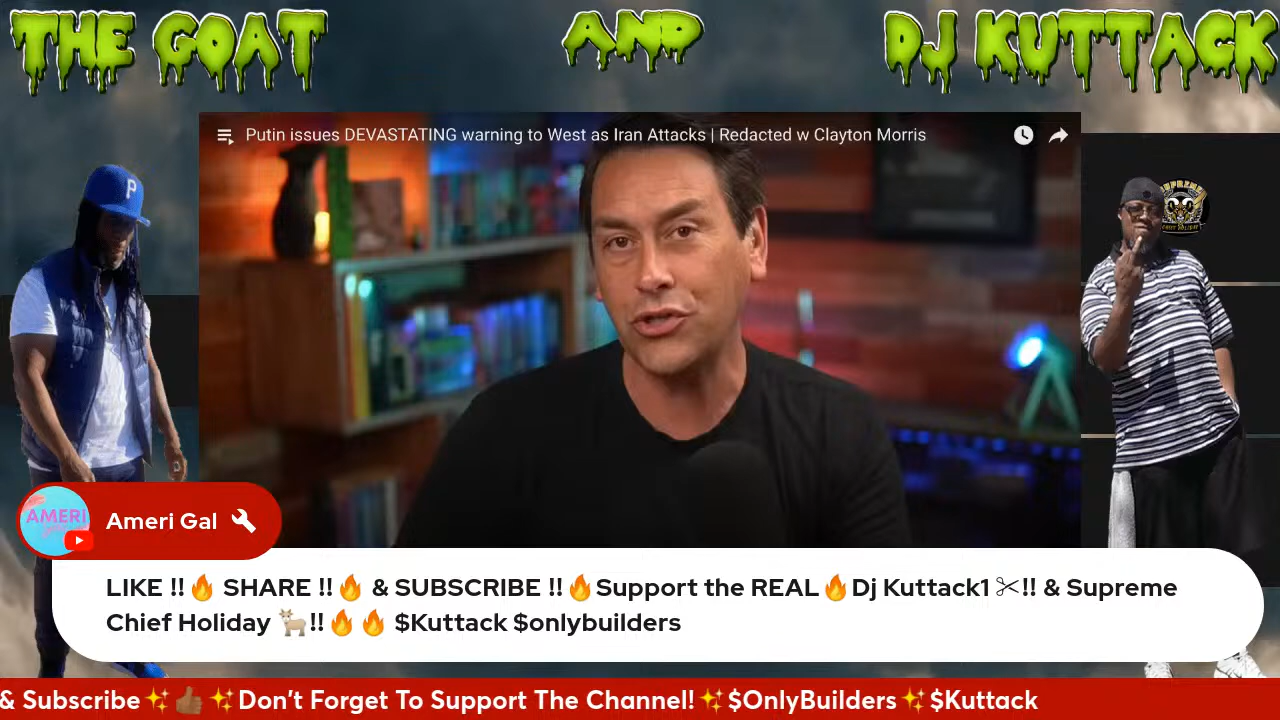 THE GOAT AND DJ KUTTACK
Putin issues DEVASTATING warning to West as Iran Attacks | Redacted w Clayton Morris
P
SUPREME
AMERI
Ameri Gal
LIKE !!🔥 SHARE !!🔥 & SUBSCRIBE !!🔥Support the REAL🔥Dj Kuttack1 ✂!! & Supreme
Chief Holiday 🐐!!🔥🔥 $Kuttack $onlybuilders
& Subscribe✨👍🏾✨Don't Forget To Support The Channel!✨$OnlyBuilders✨$Kuttack